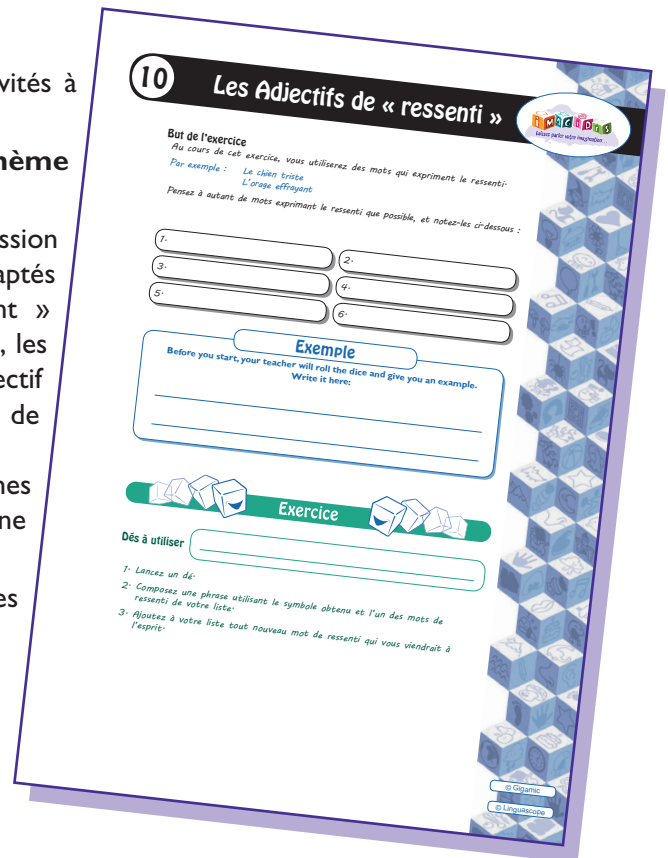 vités à
hème
ssion
aptés
nt »
, les
ectif
de
nes
ne
es
10
Les Adjectifs de « ressenti »
IMAGIDÉS
Laissez parler votre imagination...
But de l'exercice
Au cours de cet exercice, vous utiliserez des mots qui expriment le ressenti.
Par exemple : Le chien triste
L'orage effrayant
Pensez à autant de mots exprimant le ressenti que possible, et notez-les ci-dessous :
1.
2.
3.
4.
5.
6.
Exemple
Before you start, your teacher will roll the dice and give you an example.
Write it here:
Exercice
Dés à utiliser
1. Lancez un dé.
2. Composez une phrase utilisant le symbole obtenu et l'un des mots de
ressenti de votre liste.
3. Ajoutez à votre liste tout nouveau mot de ressenti qui vous viendrait à
l'esprit.
© Gigamic
© Linguascope